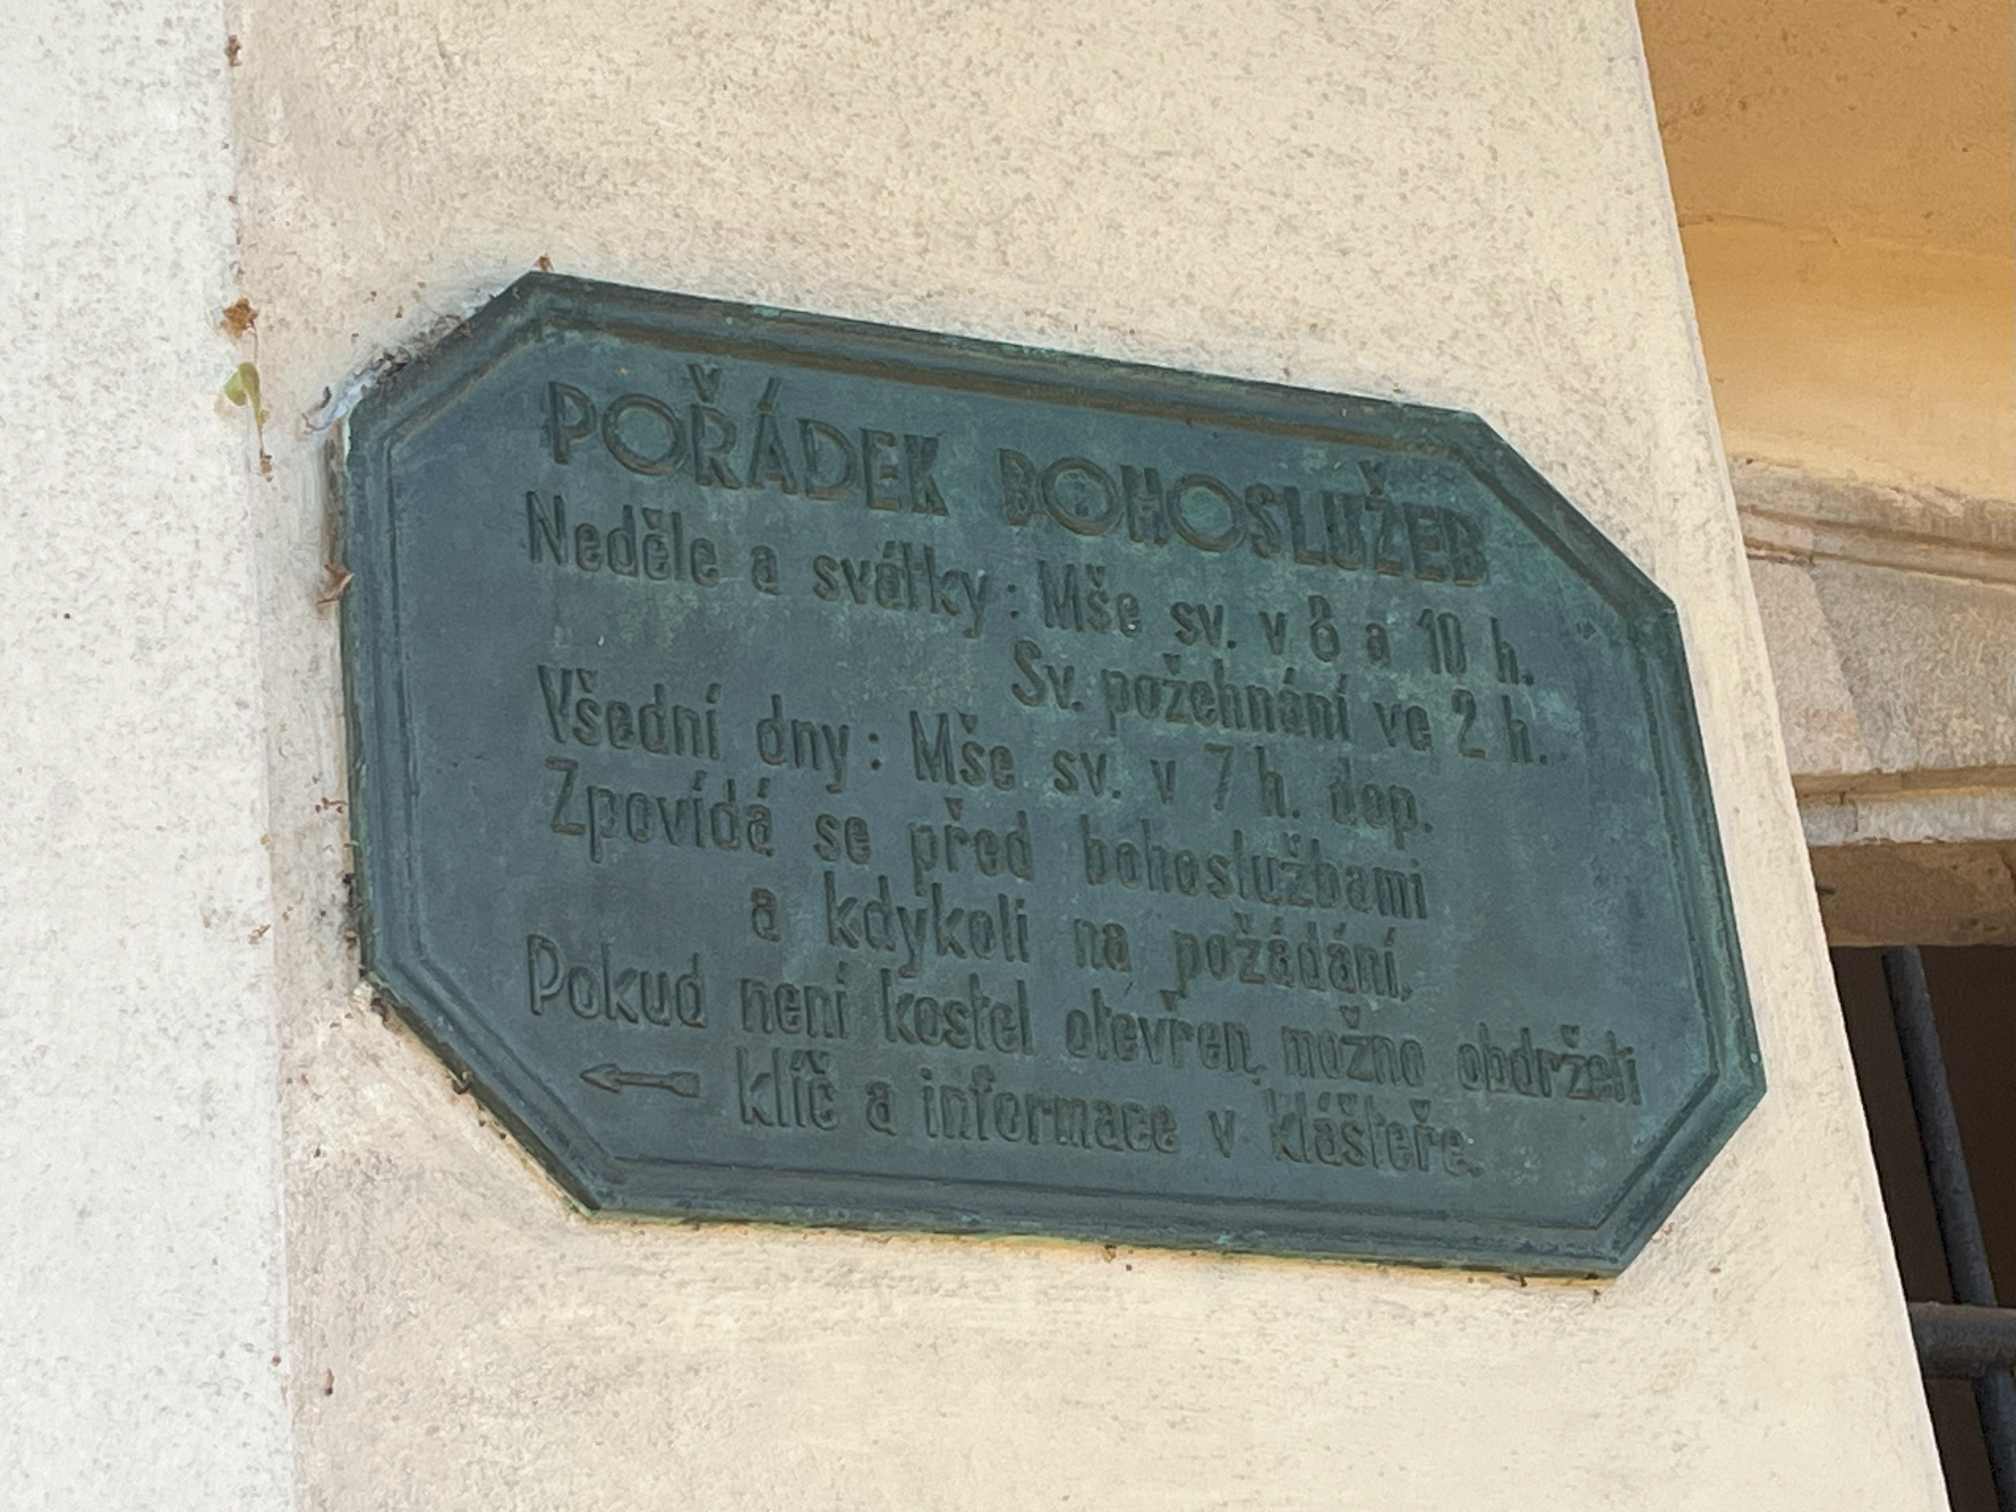 POŘÁDEK BOHOSLUŽEB
Neděle a svátky: Mše sv. v 8 a 10 h.
Sv. požehnání ve 2 h.
Všední dny: Mše sv. v 7 h. dop.
Zpovídá se před bohoslužbami
a kdykoli na požádání.
Pokud není kostel otevřen, možno obdržeti
klíč a informace v klášteře.